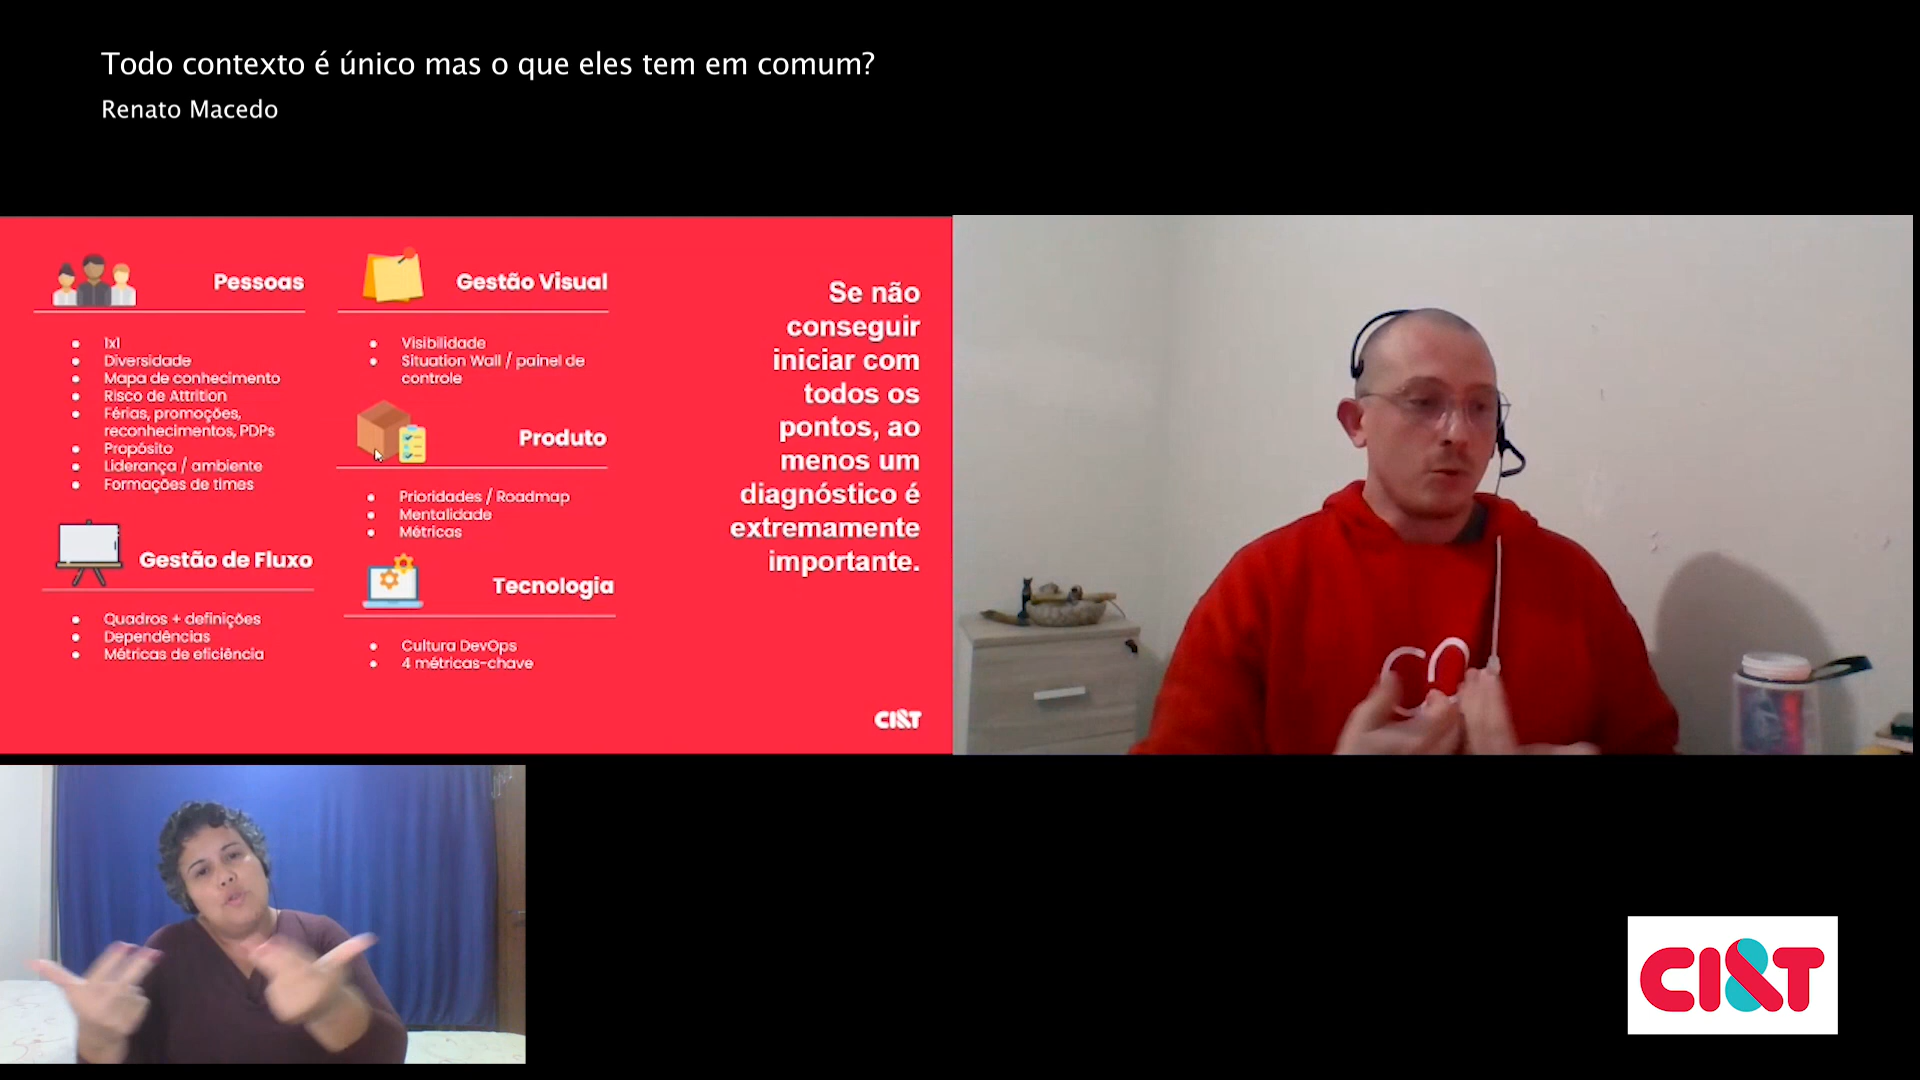 Todo contexto é único mas o que eles tem em comum?
Renato Macedo
Pessoas
1x1
Diversidade
Mapa de conhecimento
Risco de Attrition
Férias, promoções,
reconhecimentos, PDPs
Propósito
Liderança / ambiente
Formações de times
Gestão de Fluxo
Quadros + definições
Dependências
Métricas de eficiência
Gestão Visual
Visibilidade
Situation Wall / painel de
controle
Produto
Prioridades / Roadmap
Mentalidade
Métricas
Tecnologia
Cultura DevOps
4 métricas-chave
Se não
conseguir
iniciar com
todos os
pontos, ao
menos um
diagnóstico é
extremamente
importante.
CI&T
CI&T